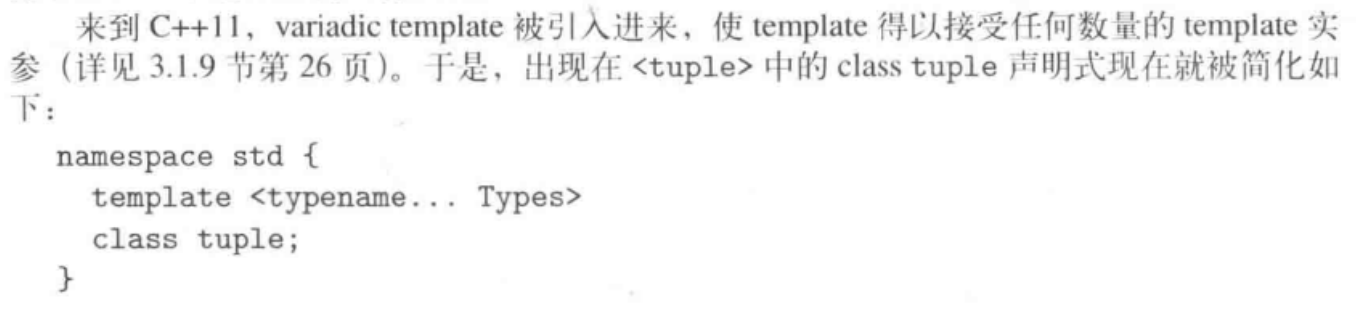 来到 C++11，variadic template 被引入进来，使 template 得以接受任何数量的 template 实
参（详见 3.1.9 节第 26 页）。于是，出现在 <tuple> 中的 class tuple 声明式现在就被简化如
下：
namespace std {
template <typename... Types>
class tuple;
}